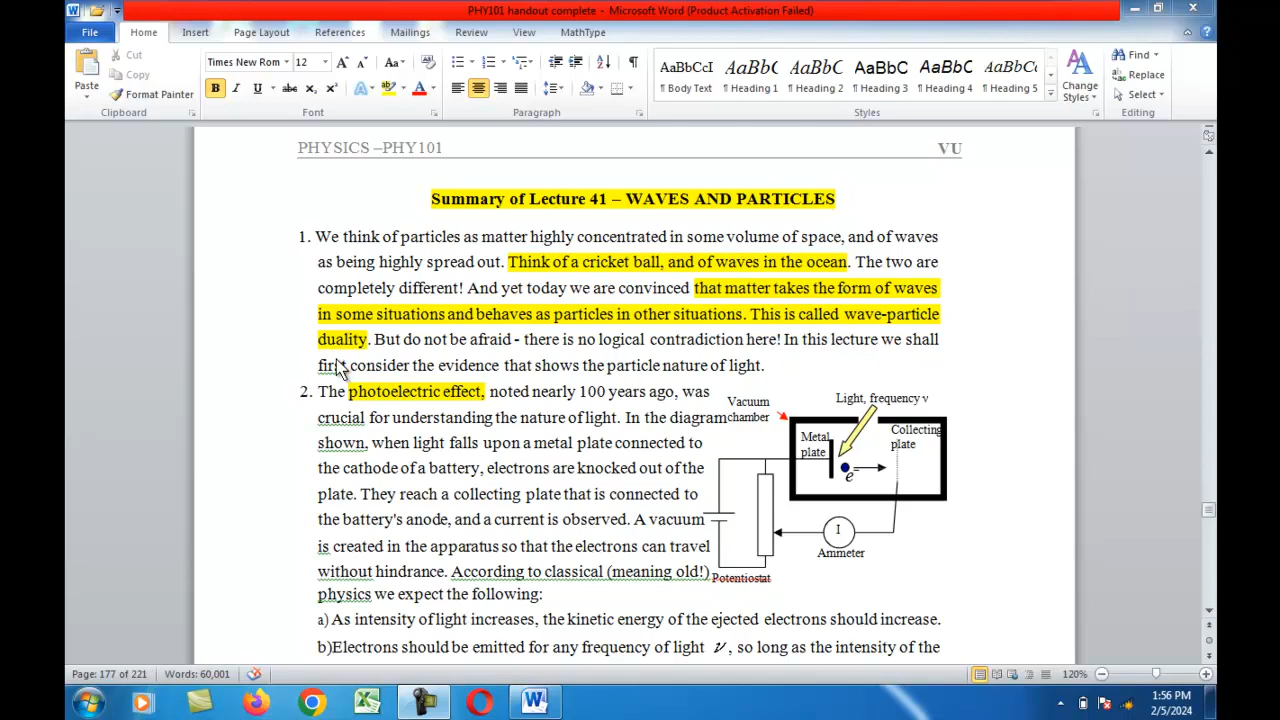 PHY101 handout complete - Microsoft Word (Product Activation Failed)
File Home Insert Page Layout References Mailings Review View MathType
Paste
Cut
Copy
Format Painter
Clipboard
Times New Rom 12
Font
Paragraph
AaBbCcI AaBbC AaBbC AaBbC AaBbC AaBbC
¶ Body Text ¶ Heading 1 ¶ Heading 2 ¶ Heading 3 ¶ Heading 4 ¶ Heading 5
Change Styles
Styles
Find
Replace
Select
Editing
PHYSICS –PHY101 VU
Summary of Lecture 41 – WAVES AND PARTICLES
1. We think of particles as matter highly concentrated in some volume of space, and of waves
as being highly spread out. Think of a cricket ball, and of waves in the ocean. The two are
completely different! And yet today we are convinced that matter takes the form of waves
in some situations and behaves as particles in other situations. This is called wave-particle
duality. But do not be afraid - there is no logical contradiction here! In this lecture we shall
first consider the evidence that shows the particle nature of light.
2. The photoelectric effect, noted nearly 100 years ago, was
crucial for understanding the nature of light. In the diagram
shown, when light falls upon a metal plate connected to
the cathode of a battery, electrons are knocked out of the
plate. They reach a collecting plate that is connected to
the battery's anode, and a current is observed. A vacuum
is created in the apparatus so that the electrons can travel
without hindrance. According to classical (meaning old!)
physics we expect the following:
Vacuum
chamber
Light, frequency ν
Metal
plate
Collecting
plate
e⁻
I
Ammeter
Potentiostat
a) As intensity of light increases, the kinetic energy of the ejected electrons should increase.
b)Electrons should be emitted for any frequency of light ν, so long as the intensity of the
Page: 177 of 221 Words: 60,001 120%
1:56 PM
2/5/2024